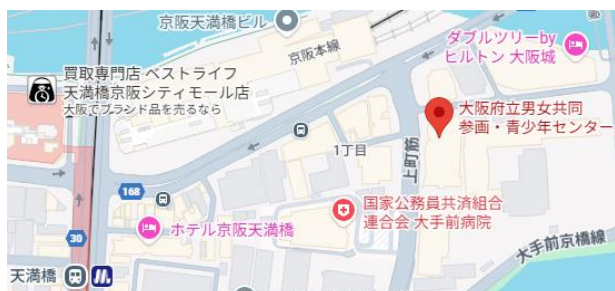 京阪天満橋ビル
京阪本線
ダブルツリーby
ヒルトン 大阪城
買取専門店 ベストライフ
天満橋京阪シティモール店
大阪でブランド品を売るなら
大阪府立男女共同
参画・青少年センター
1丁目
上町筋
168
国家公務員共済組合
連合会 大手前病院
ホテル京阪天満橋
30
大手前京橋線
天満橋